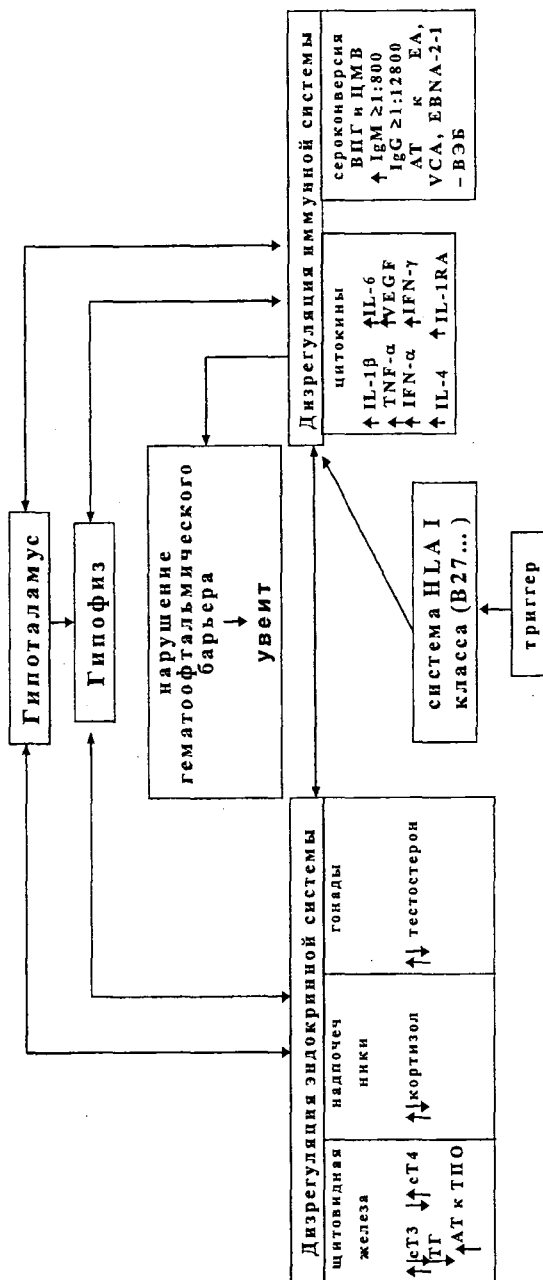 Гипоталамус
Гипофиз
нарушение
гематоофтальмического
барьера
↓
увеит
Дизрегуляция эндокринной системы
щитовидная
железа
↑↓сТ3 ↓↑сТ4
↓ТГ
↑АТ к ТПО
надпочеч
ники
↑↓кортизол
гонады
↑↓тестостерон
система HLA I
класса (B27...)
триггер
Дизрегуляция иммунной системы
цитокины
↑IL-1β ↑IL-6
↑TNF-α ↑VEGF
↑IFN-α ↑IFN-γ
↑IL-4 ↑IL-1RA
сероконверсия
ВПГ и ЦМВ
↑ IgM ≥1:800
IgG ≥1:12800
АТ к EA,
VCA, EBNA-2-1
–ВЭБ